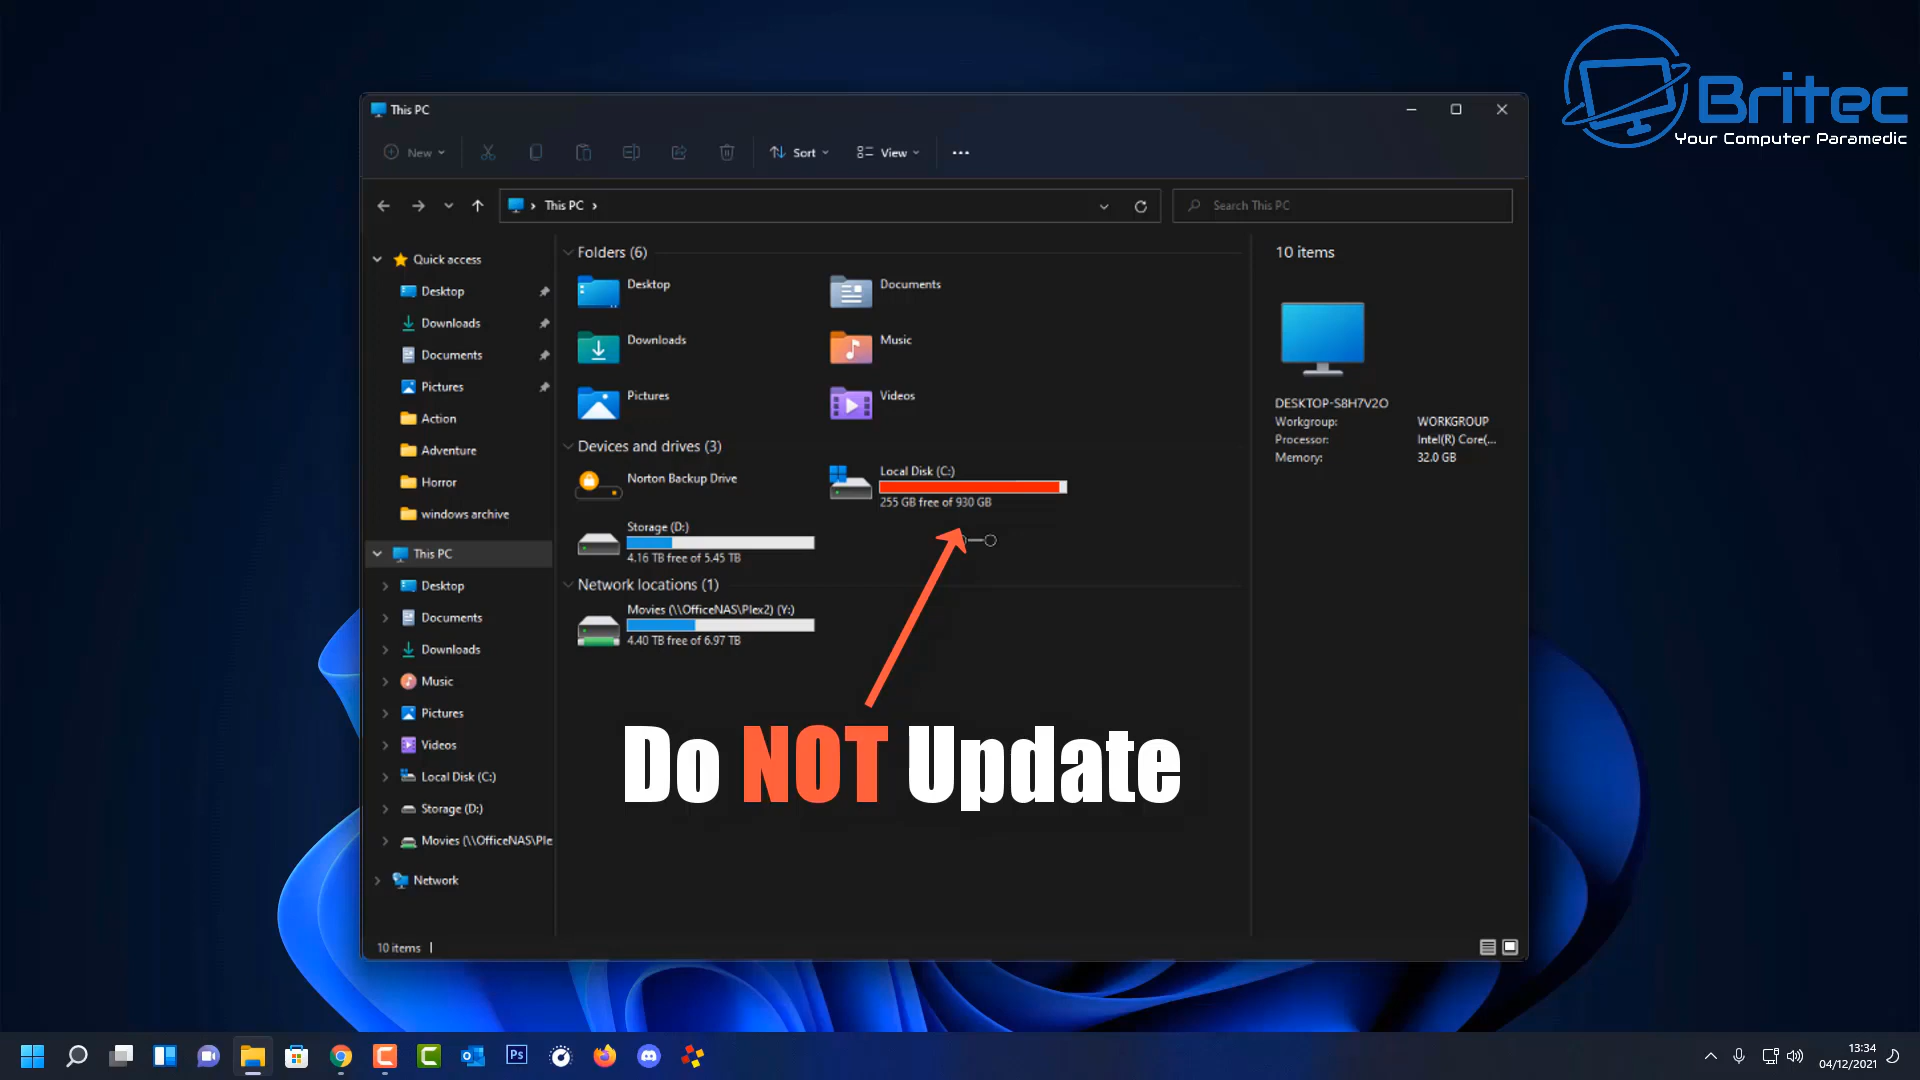 Britec
Your Computer Paramedic
This PC
New
Sort
View
This PC
Search This PC
Quick access
Desktop
Downloads
Documents
Pictures
Action
Adventure
Horror
windows archive
This PC
Desktop
Documents
Downloads
Music
Pictures
Videos
Local Disk (C:)
Storage (D:)
Movies (\\OfficeNAS\Ple
Network
Folders (6)
Desktop
Documents
Downloads
Music
Pictures
Videos
Devices and drives (3)
Norton Backup Drive
Local Disk (C:)
255 GB free of 930 GB
Storage (D:)
4.16 TB free of 5.45 TB
Network locations (1)
Movies (\\OfficeNAS\Plex2) (Y:)
4.40 TB free of 6.97 TB
Do NOT Update
10 items
DESKTOP-S8H7V2O
Workgroup: WORKGROUP
Processor: Intel(R) Core(...
Memory: 32.0 GB
10 items
Ps
13:34
04/12/2021